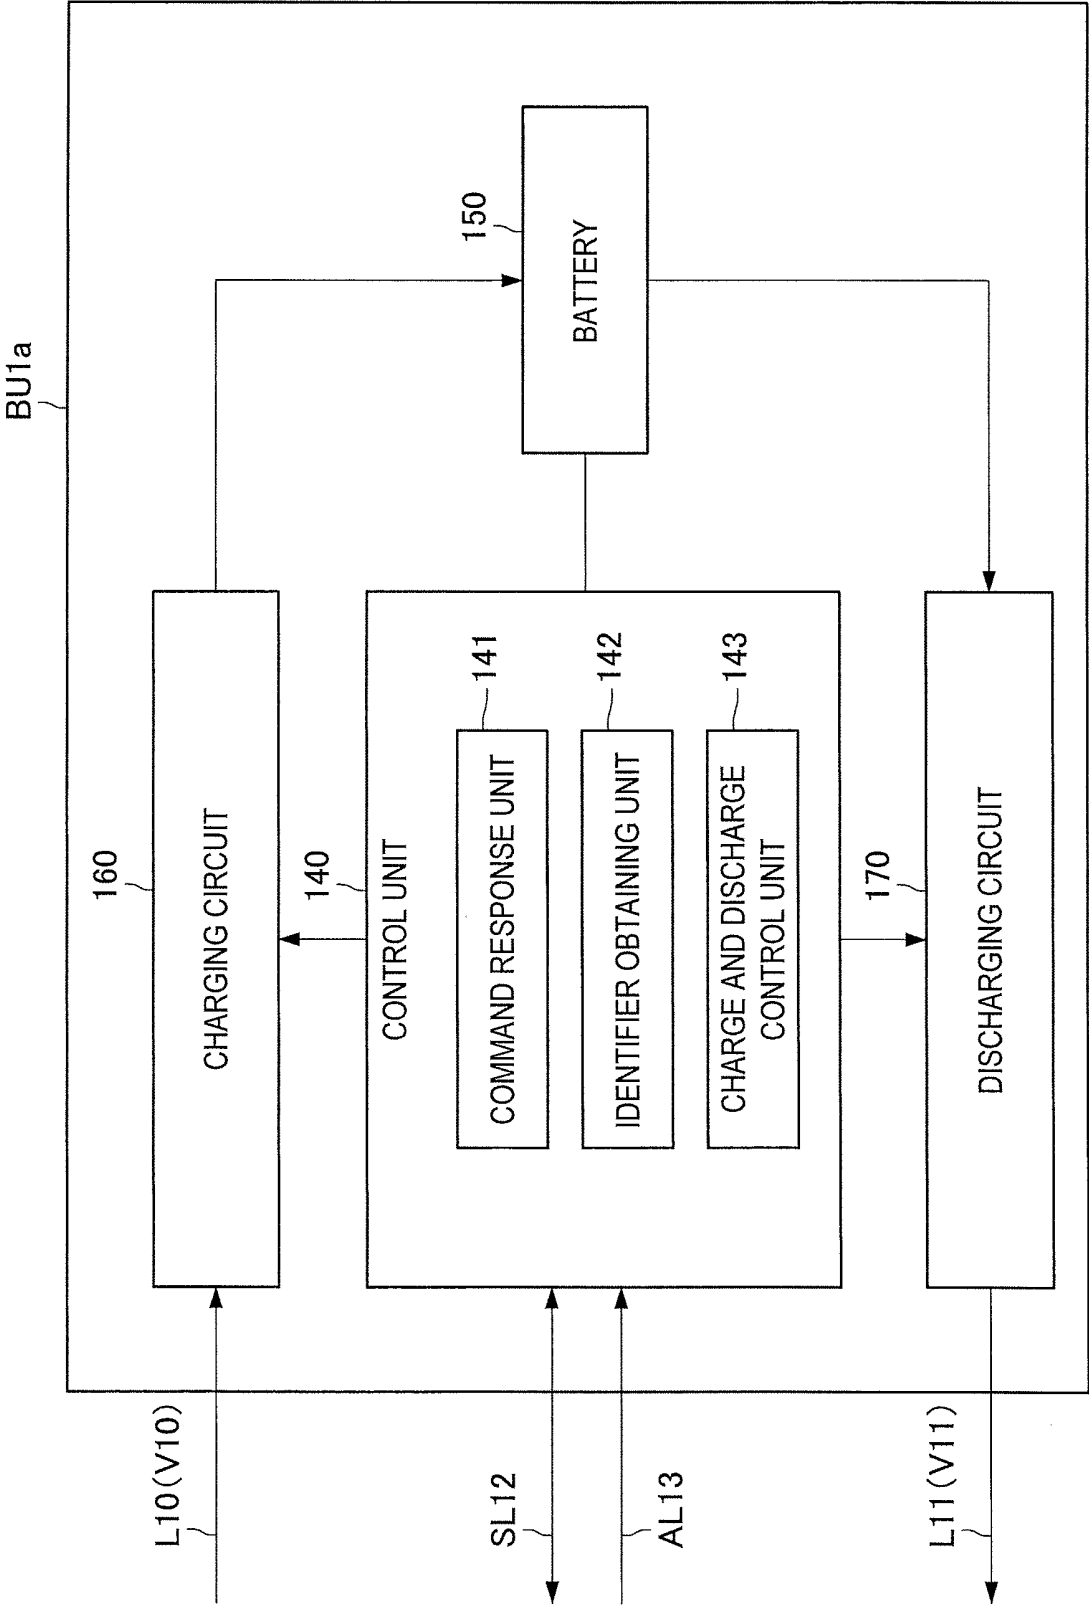 BU1a
L10(V10)
160
CHARGING CIRCUIT
140
CONTROL UNIT
SL12
AL13
COMMAND RESPONSE UNIT
141
IDENTIFIER OBTAINING UNIT
142
CHARGE AND DISCHARGE
CONTROL UNIT
143
150
BATTERY
170
DISCHARGING CIRCUIT
L11(V11)